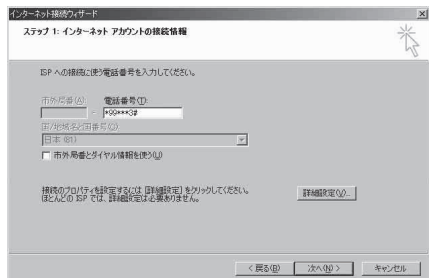 インターネット接続ウィザード
ステップ 1: インターネット アカウントの接続情報
ISP への接続に使う電話番号を入力してください。
市外局番(A): 電話番号(T):
- *99***3#
国/地域名と国番号(O):
日本 (81)
市外局番とダイヤル情報を使う(U)
接続のプロパティを設定するには [詳細設定] をクリックしてください。
ほとんどの ISP では、詳細設定は必要ありません。
詳細設定(V)...
< 戻る(B) 次へ(N) > キャンセル